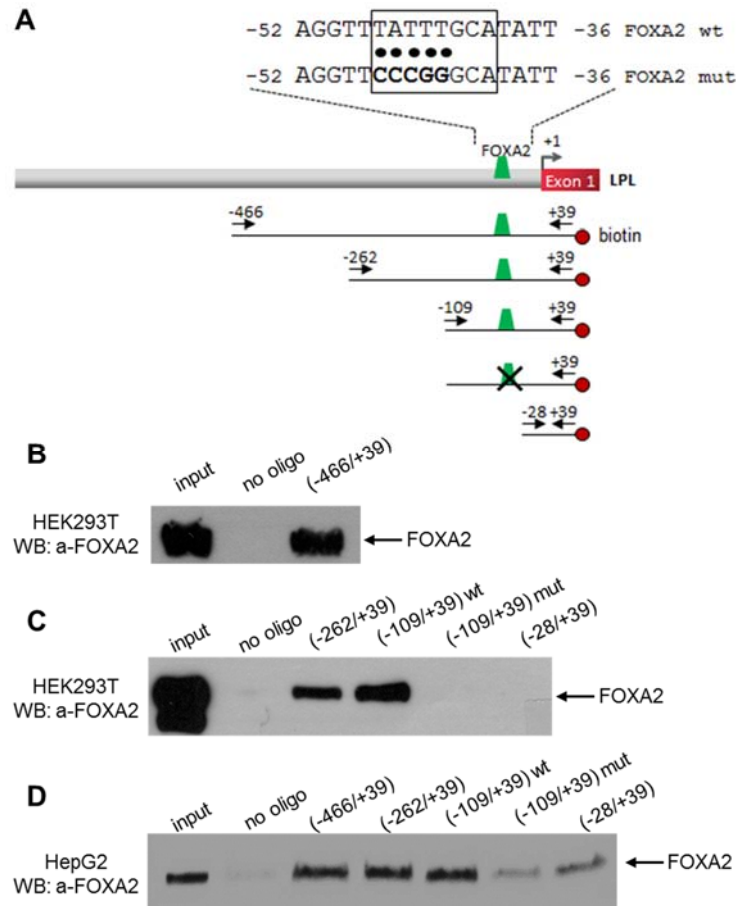 A
-52 AGGTTTATTTGCATATT -36 FOXA2 wt
-52 AGGTTCCCGGGCATATT -36 FOXA2 mut
FOXA2
+1
Exon 1
LPL
-466
+39
biotin
-262
+39
-109
+39
+39
-28
+39
B
input
no oligo
(-466/+39)
HEK293T
WB: a-FOXA2
FOXA2
C
input
no oligo
(-262/+39)
(-109/+39) wt
(-109/+39) mut
(-28/+39)
HEK293T
WB: a-FOXA2
FOXA2
D
input
no oligo
(-466/+39)
(-262/+39)
(-109/+39) wt
(-109/+39) mut
(-28/+39)
HepG2
WB: a-FOXA2
FOXA2